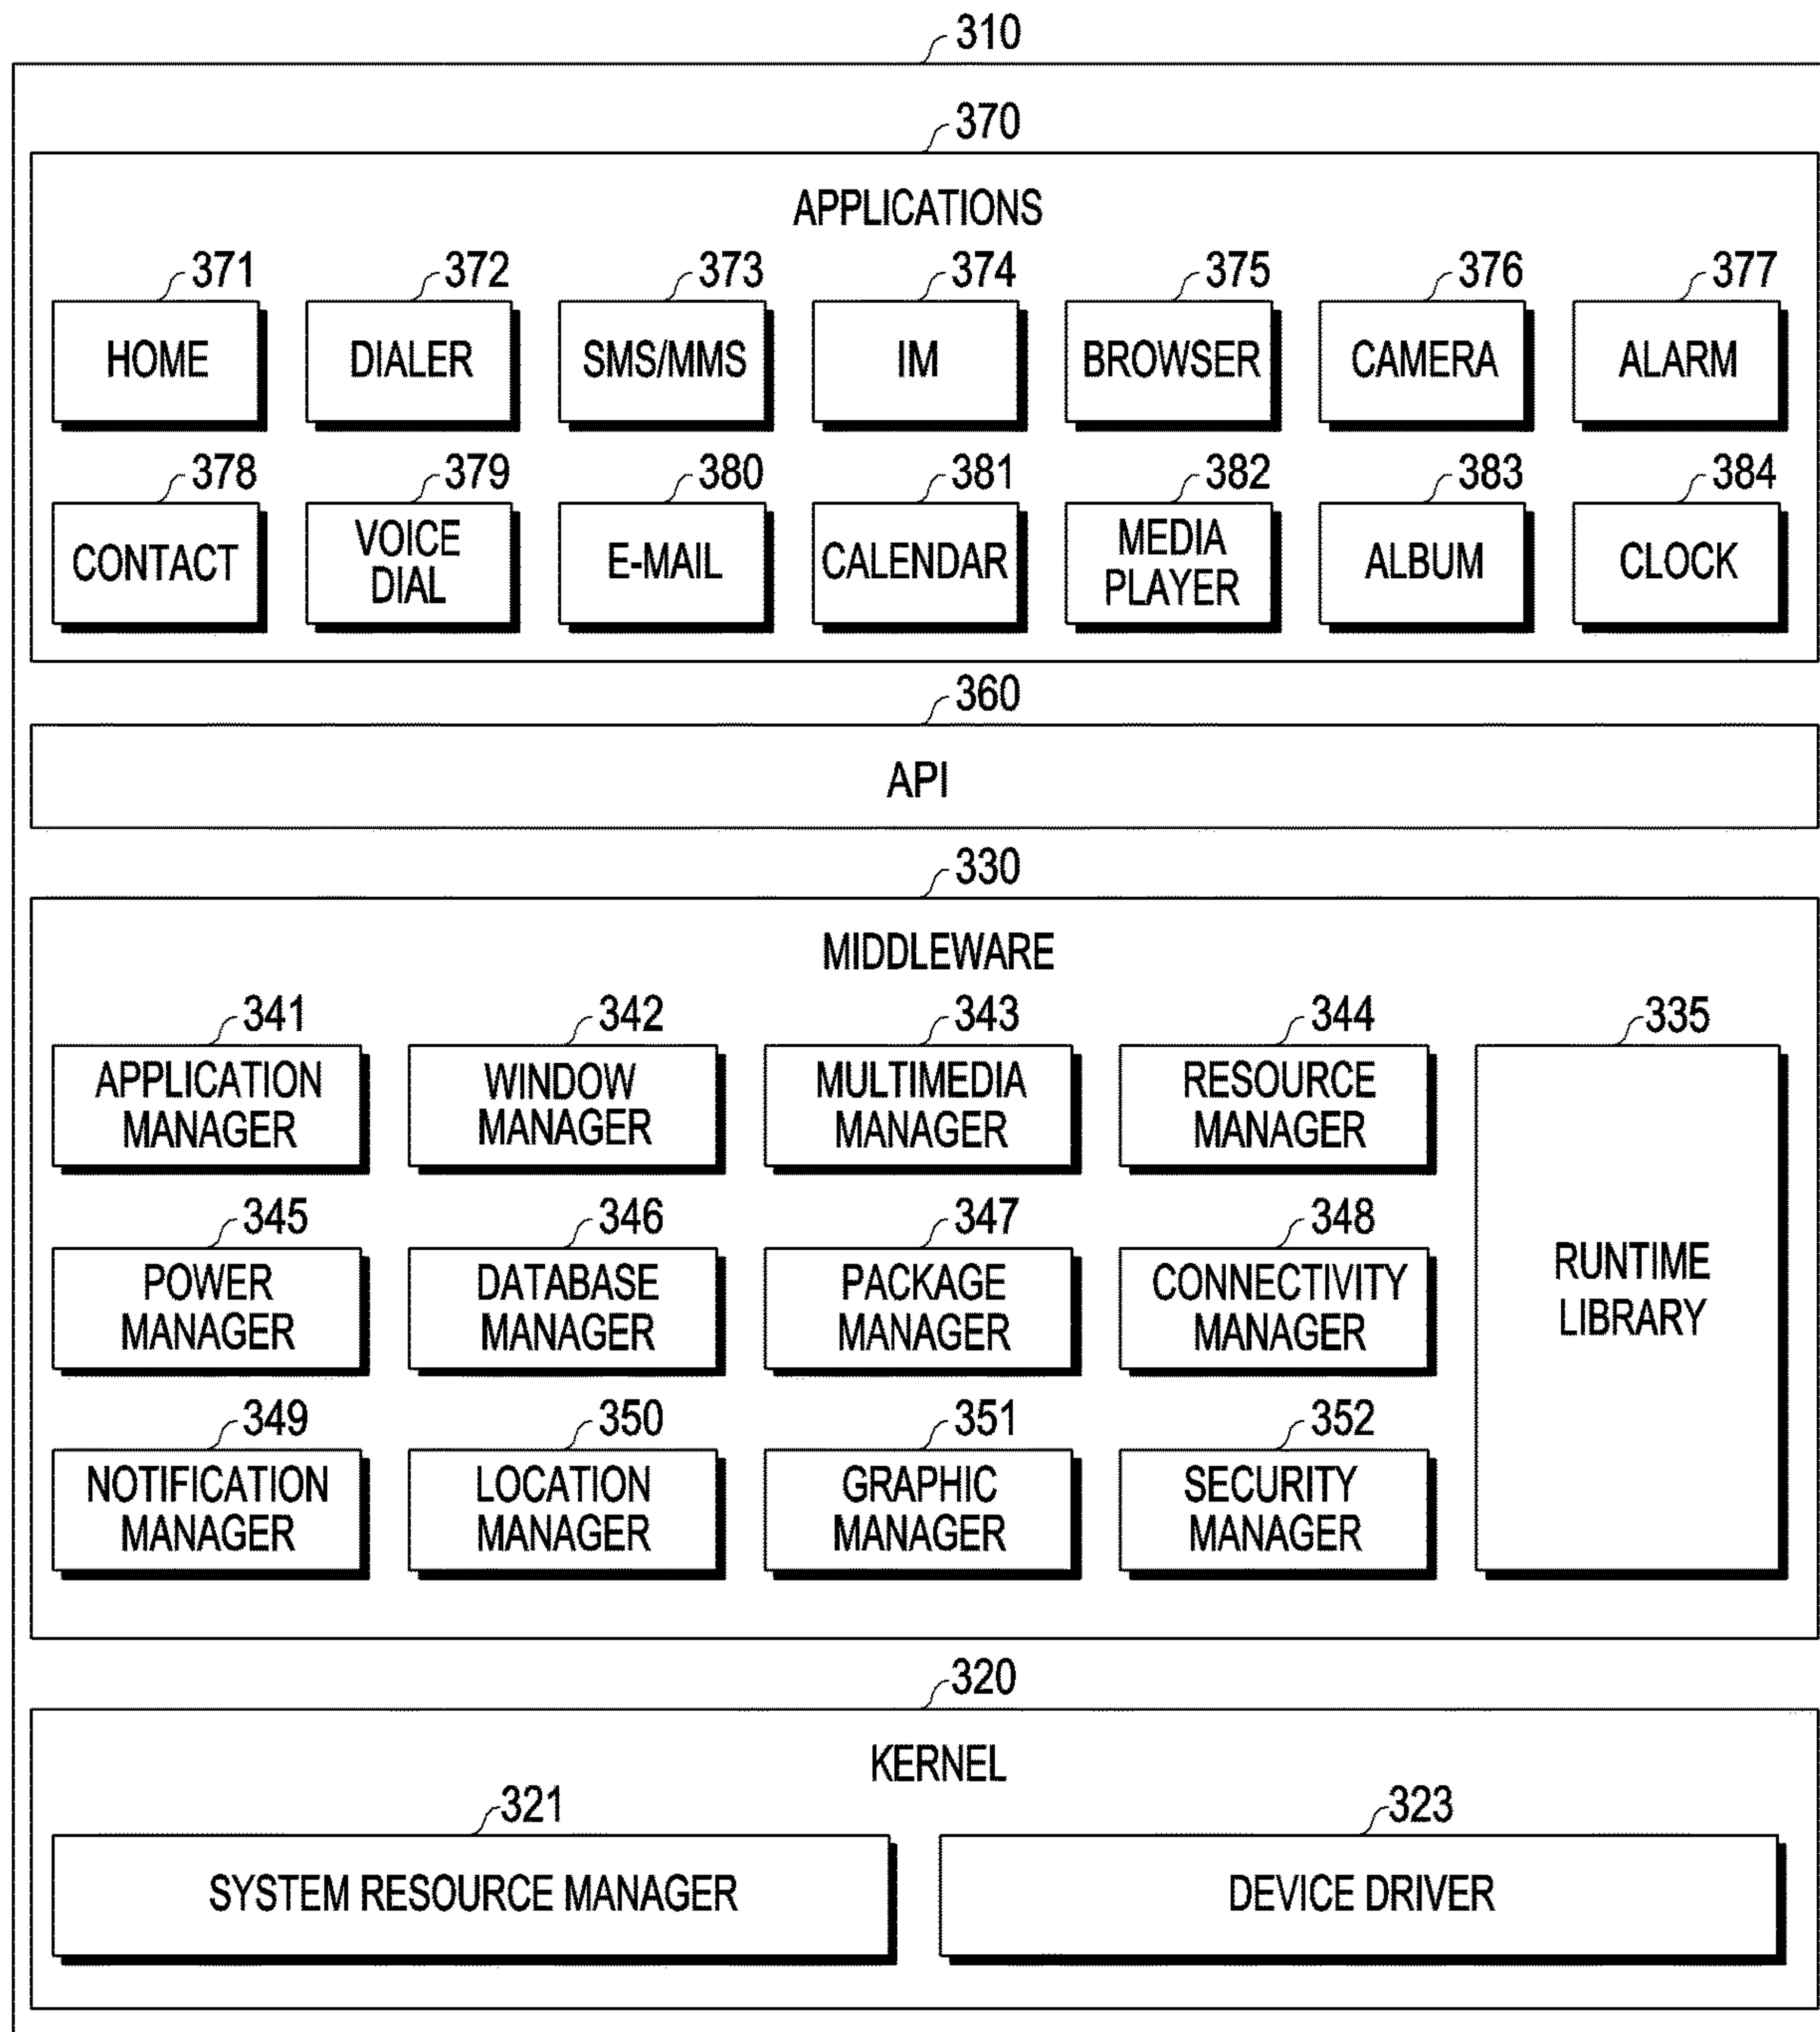 310
370
APPLICATIONS
371 372 373 374 375 376 377
HOME DIALER SMS/MMS IM BROWSER CAMERA ALARM
378 379 380 381 382 383 384
CONTACT
VOICE
DIAL
E-MAIL
CALENDAR
MEDIA
PLAYER
ALBUM
CLOCK
360
API
330
MIDDLEWARE
341 342 343 344 335
APPLICATION
MANAGER
WINDOW
MANAGER
MULTIMEDIA
MANAGER
RESOURCE
MANAGER
345 346 347 348
POWER
MANAGER
DATABASE
MANAGER
PACKAGE
MANAGER
CONNECTIVITY
MANAGER
RUNTIME
LIBRARY
349 350 351 352
NOTIFICATION
MANAGER
LOCATION
MANAGER
GRAPHIC
MANAGER
SECURITY
MANAGER
320
KERNEL
321 323
SYSTEM RESOURCE MANAGER
DEVICE DRIVER